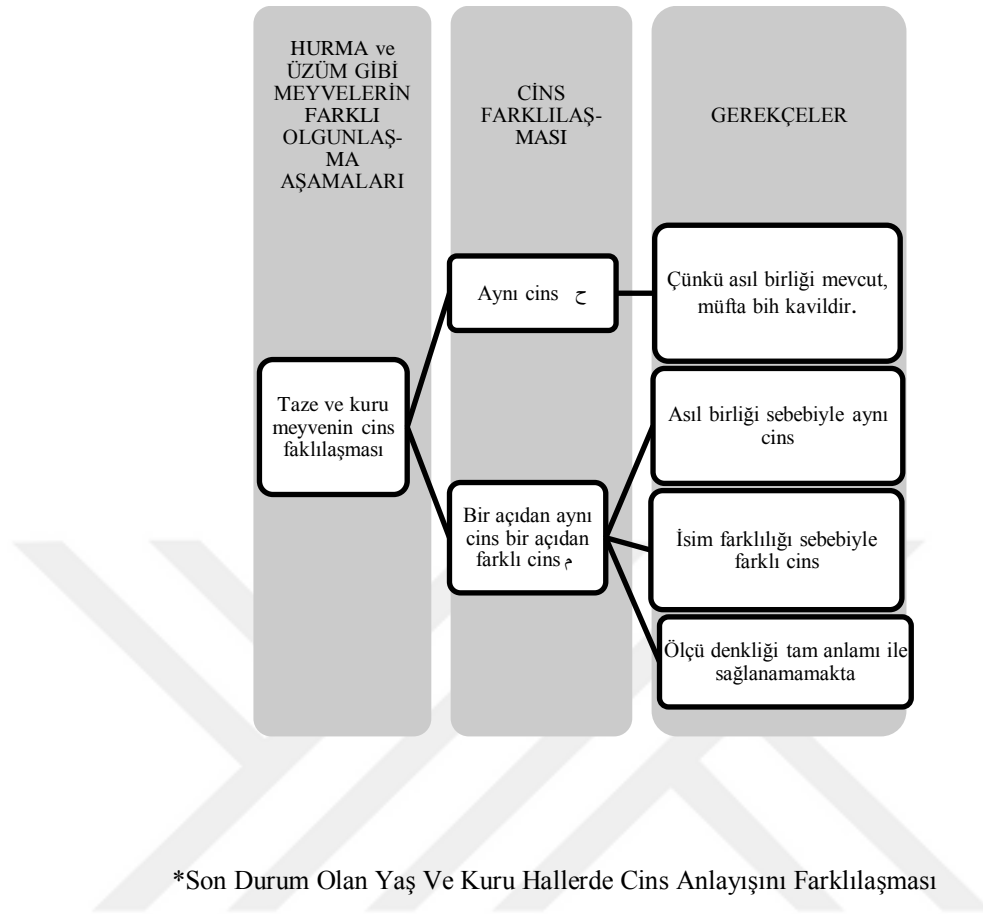 HURMA ve
ÜZÜM GİBİ
MEYVELERİN
FARKLI
OLGUNLAŞ-
MA
AŞAMALARI
CİNS
FARKLILAŞ-
MASI
GEREKÇELER
Taze ve kuru
meyvenin cins
faklılaşması
Aynı cins ح
Çünkü asıl birliği mevcut,
müfta bih kavildir.
Bir açıdan aynı
cins bir açıdan
farklı cins م
Asıl birliği sebebiyle aynı
cins
İsim farklılığı sebebiyle
farklı cins
Ölçü denkliği tam anlamı ile
sağlanamamakta
*Son Durum Olan Yaş Ve Kuru Hallerde Cins Anlayışını Farklılaşması